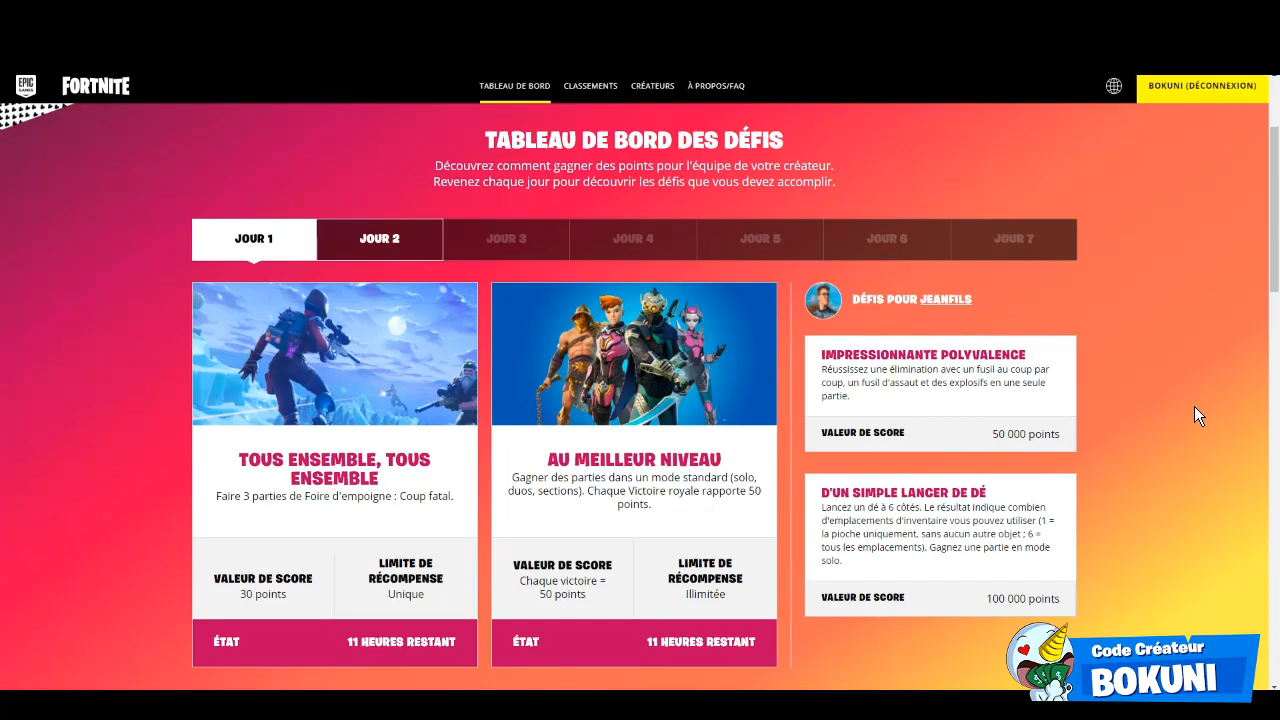 EPIC
GAMES
FORTNITE
TABLEAU DE BORD CLASSEMENTS CRÉATEURS À PROPOS/FAQ
BOKUNI (DÉCONNEXION)
TABLEAU DE BORD DES DÉFIS
Découvrez comment gagner des points pour l'équipe de votre créateur.
Revenez chaque jour pour découvrir les défis que vous devez accomplir.
JOUR 1 JOUR 2 JOUR 3 JOUR 4 JOUR 5 JOUR 6 JOUR 7
TOUS ENSEMBLE, TOUS
ENSEMBLE
Faire 3 parties de Foire d'empoigne : Coup fatal.
VALEUR DE SCORE
30 points
LIMITE DE
RÉCOMPENSE
Unique
ÉTAT 11 HEURES RESTANT
AU MEILLEUR NIVEAU
Gagner des parties dans un mode standard (solo,
duos, sections). Chaque Victoire royale rapporte 50
points.
VALEUR DE SCORE
Chaque victoire =
50 points
LIMITE DE
RÉCOMPENSE
Illimitée
ÉTAT 11 HEURES RESTANT
DÉFIS POUR JEANFILS
IMPRESSIONNANTE POLYVALENCE
Réussissez une élimination avec un fusil au coup par
coup, un fusil d'assaut et des explosifs en une seule
partie.
VALEUR DE SCORE 50 000 points
D'UN SIMPLE LANCER DE DÉ
Lancez un dé à 6 côtés. Le résultat indique combien
d'emplacements d'inventaire vous pouvez utiliser (1 =
la pioche uniquement, sans aucun autre objet ; 6 =
tous les emplacements). Gagnez une partie en mode
solo.
VALEUR DE SCORE 100 000 points
Code Créateur
BOKUNI